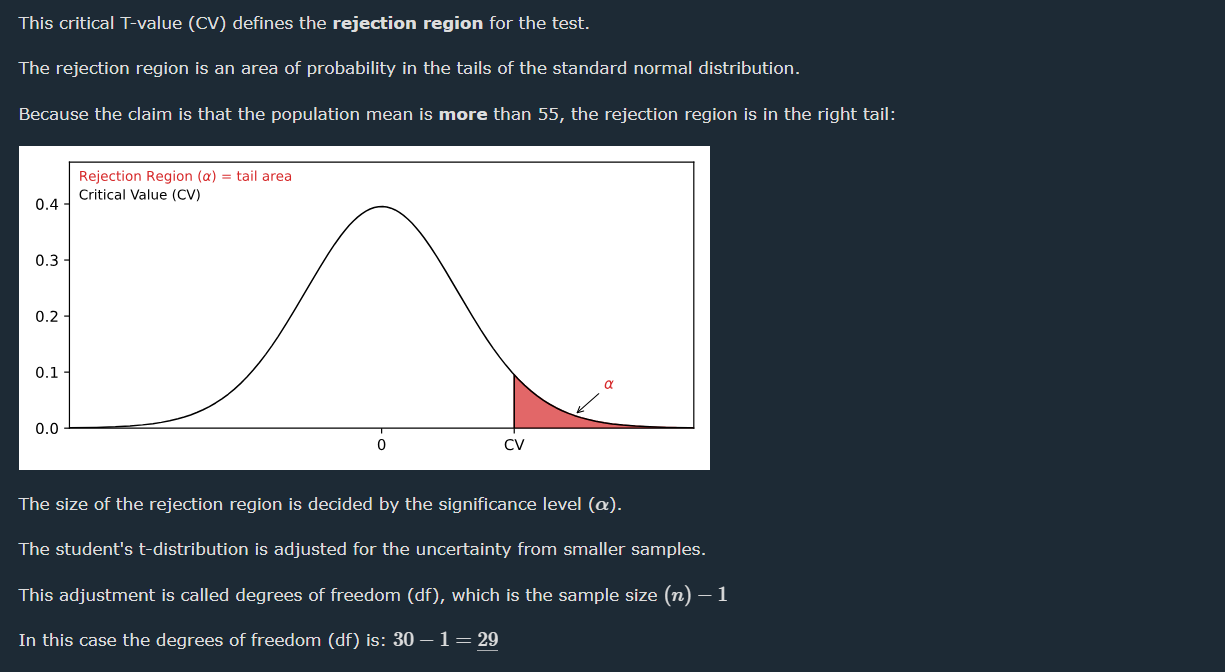 This critical T-value (CV) defines the rejection region for the test.
The rejection region is an area of probability in the tails of the standard normal distribution.
Because the claim is that the population mean is more than 55, the rejection region is in the right tail:
Rejection Region (α) = tail area
Critical Value (CV)
0.4
0.3
0.2
0.1
α
0.0
0 CV
The size of the rejection region is decided by the significance level (α).
The student's t-distribution is adjusted for the uncertainty from smaller samples.
This adjustment is called degrees of freedom (df), which is the sample size (n) − 1
In this case the degrees of freedom (df) is: 30 − 1 = 29